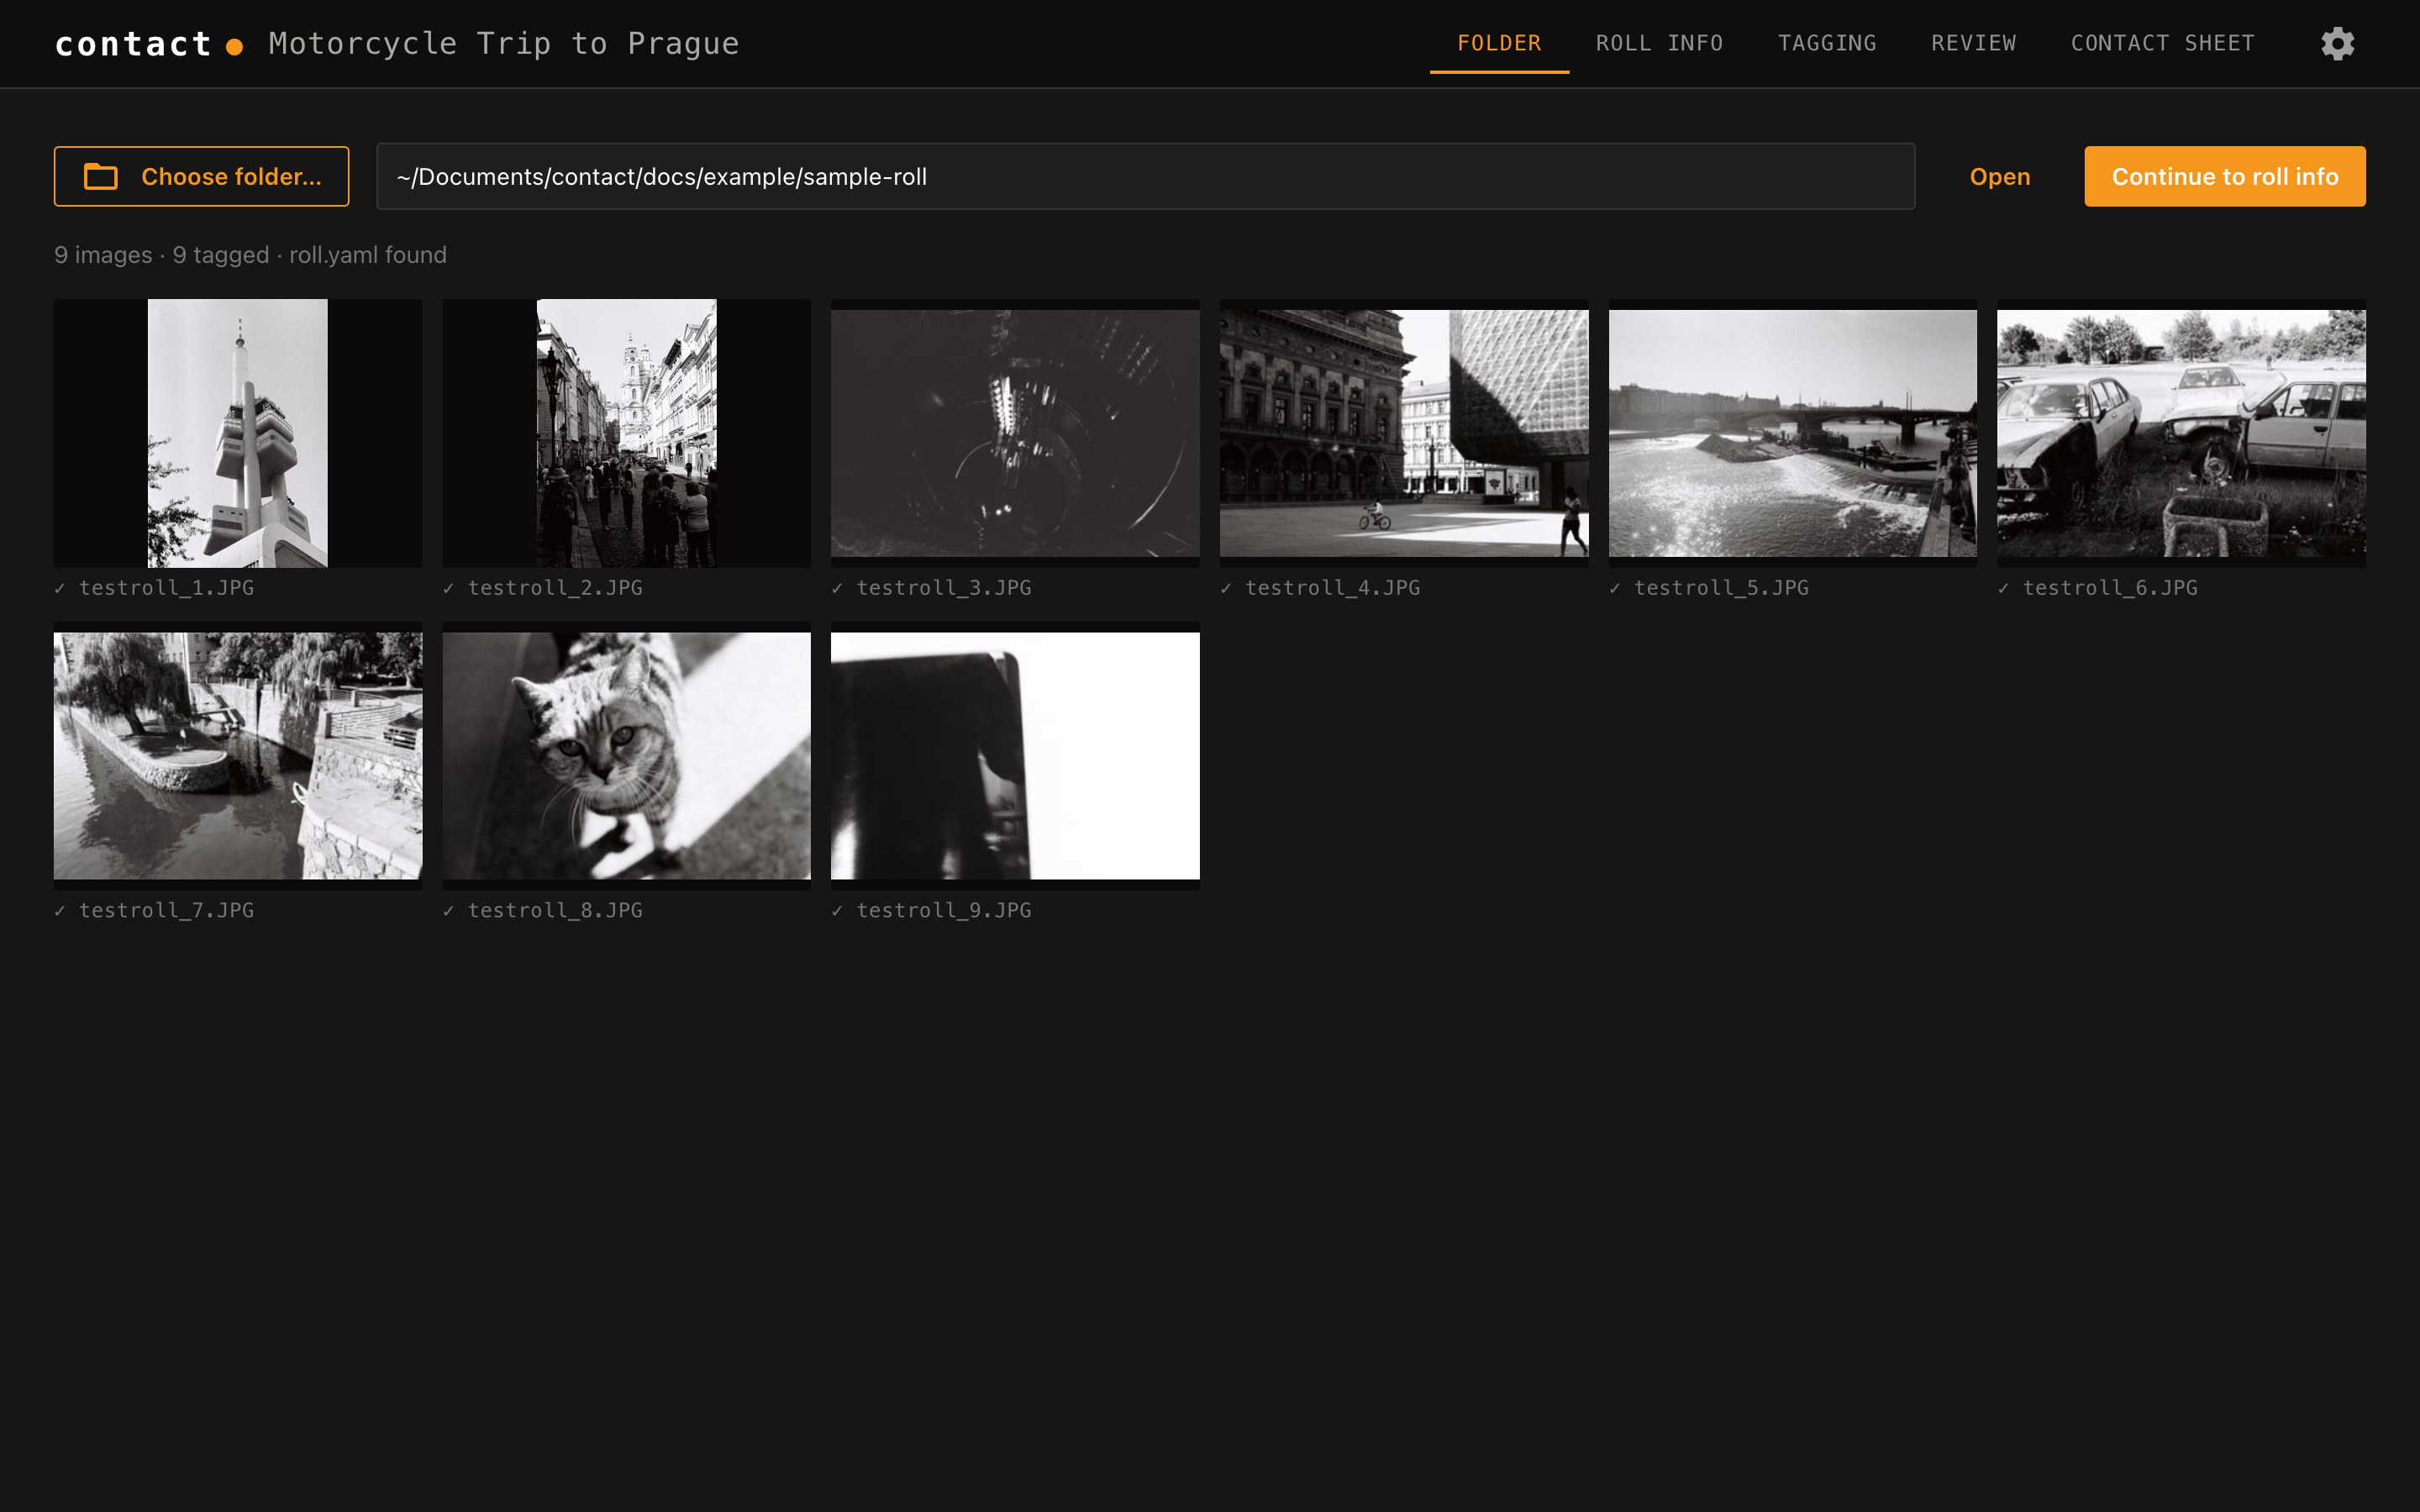 contact Motorcycle Trip to Prague
FOLDER ROLL INFO TAGGING REVIEW CONTACT SHEET
Choose folder... ~/Documents/contact/docs/example/sample-roll Open Continue to roll info
9 images · 9 tagged · roll.yaml found
✓ testroll_1.JPG ✓ testroll_2.JPG ✓ testroll_3.JPG ✓ testroll_4.JPG ✓ testroll_5.JPG ✓ testroll_6.JPG
✓ testroll_7.JPG ✓ testroll_8.JPG ✓ testroll_9.JPG